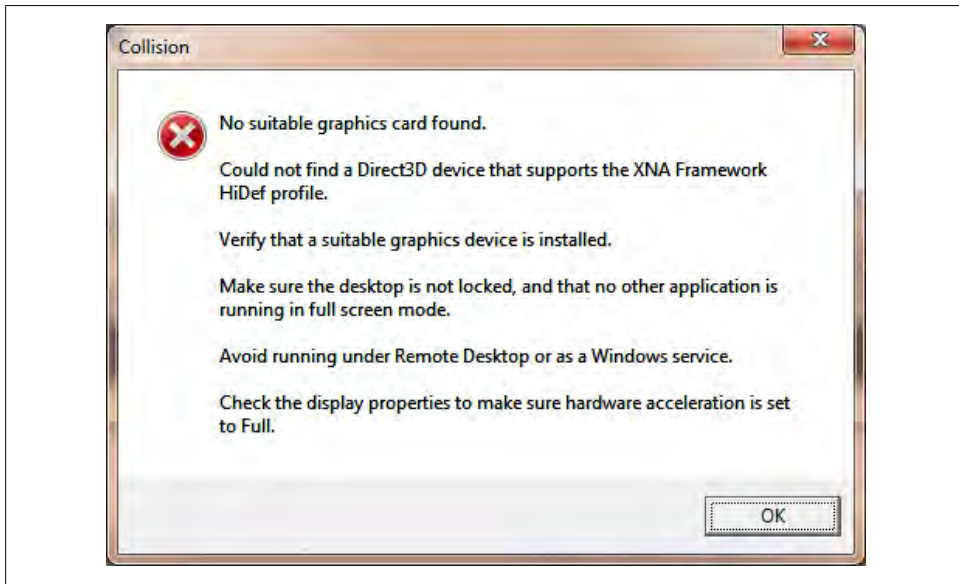 Collision
No suitable graphics card found.
Could not find a Direct3D device that supports the XNA Framework
HiDef profile.
Verify that a suitable graphics device is installed.
Make sure the desktop is not locked, and that no other application is
running in full screen mode.
Avoid running under Remote Desktop or as a Windows service.
Check the display properties to make sure hardware acceleration is set
to Full.
OK